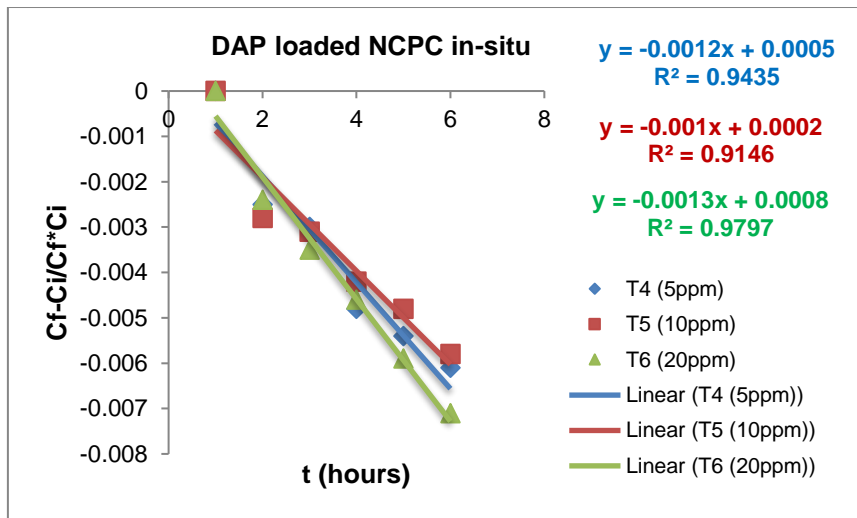 DAP loaded NCPC in-situ
y = -0.0012x + 0.0005
R² = 0.9435
y = -0.001x + 0.0002
R² = 0.9146
y = -0.0013x + 0.0008
R² = 0.9797
0
-0.001
-0.002
-0.003
-0.004
-0.005
-0.006
-0.007
-0.008
0 2 4 6 8
Cf-Ci/Cf*Ci
t (hours)
T4 (5ppm)
T5 (10ppm)
T6 (20ppm)
Linear (T4 (5ppm))
Linear (T5 (10ppm))
Linear (T6 (20ppm))